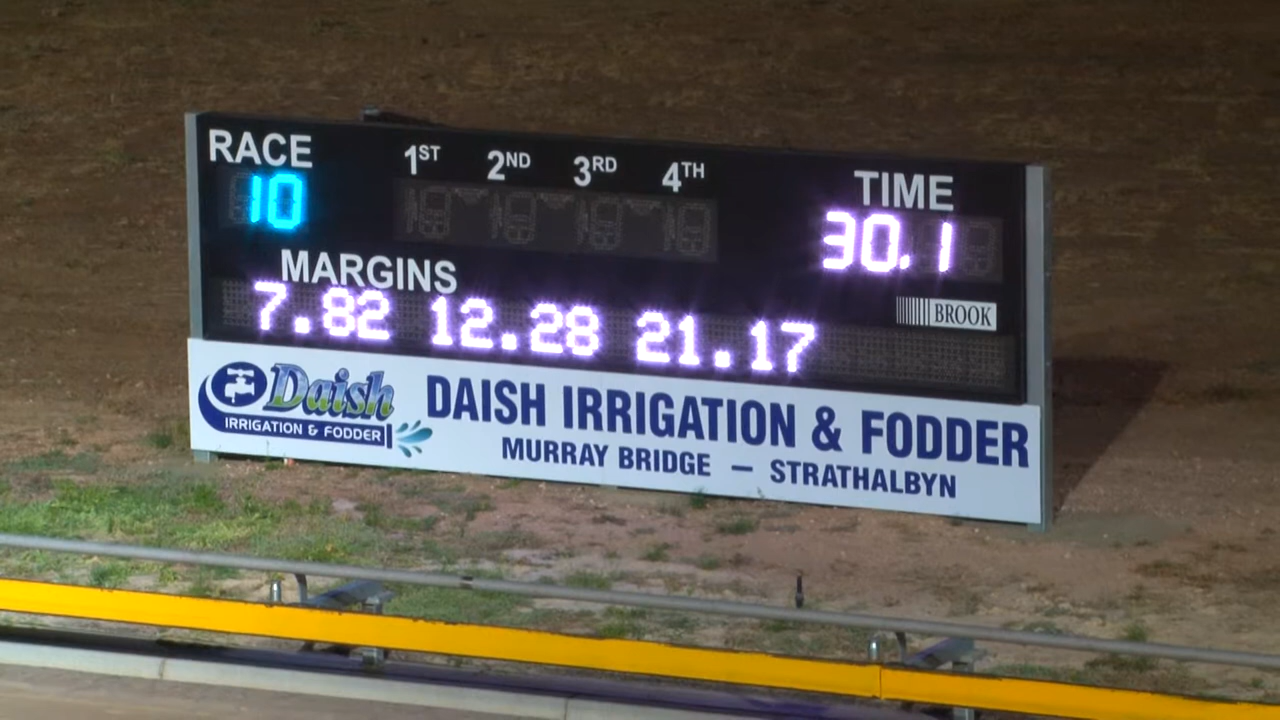 RACE 1ST 2ND 3RD 4TH TIME
10 30.1
MARGINS
7.82 12.28 21.17
BROOK
Daish
IRRIGATION & FODDER
DAISH IRRIGATION & FODDER
MURRAY BRIDGE — STRATHALBYN